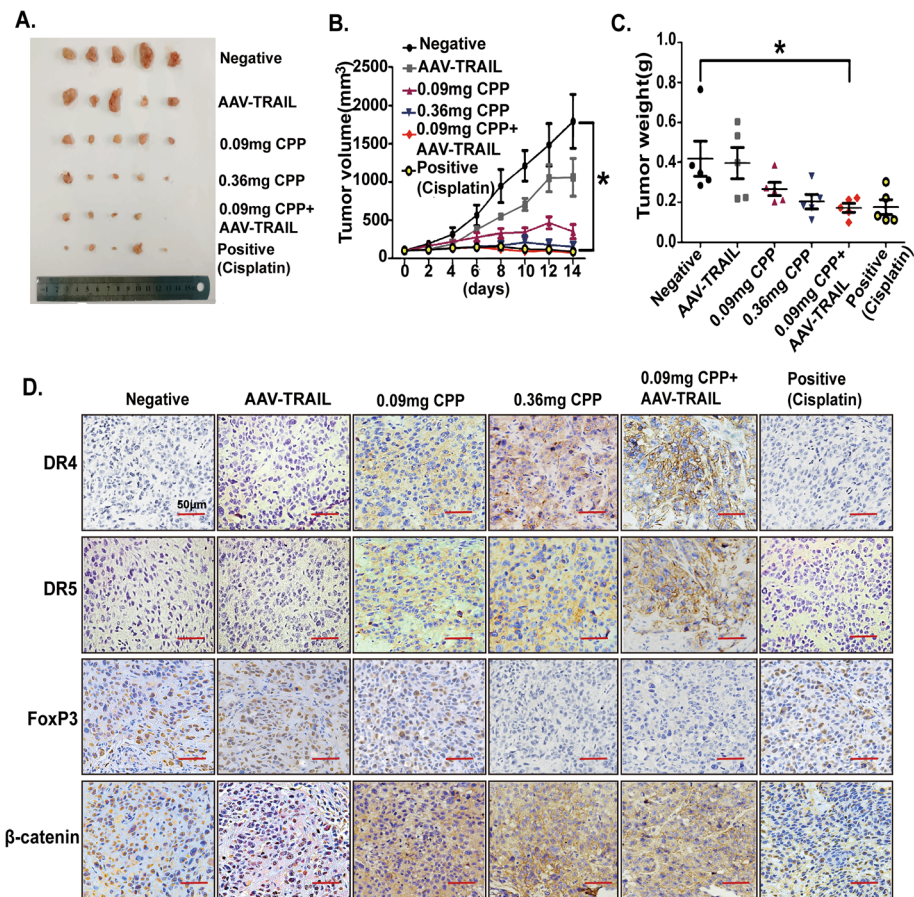 A.
Negative
AAV-TRAIL
0.09mg CPP
0.36mg CPP
0.09mg CPP+
AAV-TRAIL
Positive
(Cisplatin)
B.
Tumor volume(mm³)
2500
2000
1500
1000
500
0
0 2 4 6 8 10 12 14
(days)
Negative
AAV-TRAIL
0.09mg CPP
0.36mg CPP
0.09mg CPP+
AAV-TRAIL
Positive
(Cisplatin)
*
C.
Tumor weight(g)
1.0
0.8
0.6
0.4
0.2
0.0
*
Negative
AAV-TRAIL
0.09mg CPP
0.36mg CPP
0.09mg CPP+
AAV-TRAIL
Positive
(Cisplatin)
D.
Negative
AAV-TRAIL
0.09mg CPP
0.36mg CPP
0.09mg CPP+
AAV-TRAIL
Positive
(Cisplatin)
DR4
50μm
DR5
FoxP3
β-catenin